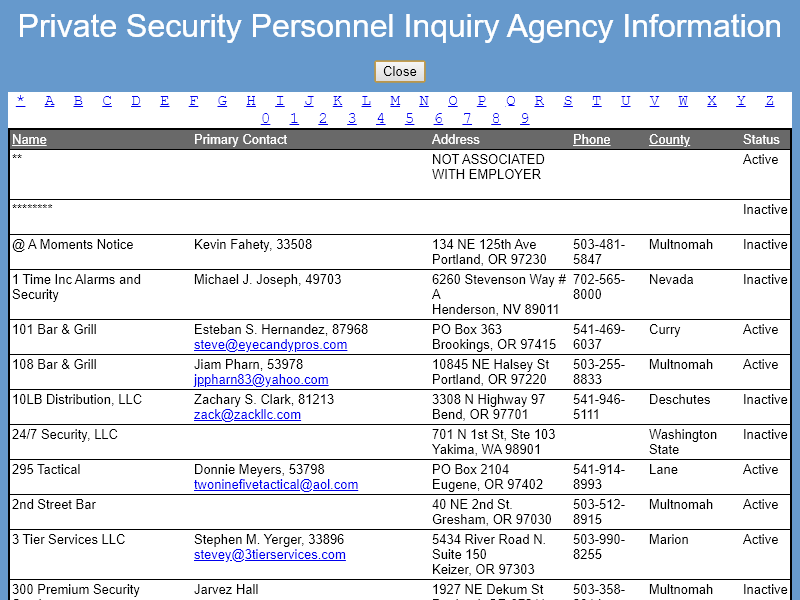 Private Security Personnel Inquiry Agency Information
Close
* A B C D E F G H I J K L M N O P Q R S T U V W X Y Z
0 1 2 3 4 5 6 7 8 9
Name Primary Contact Address Phone County Status
** NOT ASSOCIATED Active
WITH EMPLOYER
******** Inactive
@ A Moments Notice Kevin Fahety, 33508 134 NE 125th Ave 503-481- Multnomah Inactive
Portland, OR 97230 5847
1 Time Inc Alarms and Michael J. Joseph, 49703 6260 Stevenson Way # 702-565- Nevada Inactive
Security A 8000
Henderson, NV 89011
101 Bar & Grill Esteban S. Hernandez, 87968 PO Box 363 541-469- Curry Active
steve@eyecandypros.com Brookings, OR 97415 6037
108 Bar & Grill Jiam Pharn, 53978 10845 NE Halsey St 503-255- Multnomah Active
jppharn83@yahoo.com Portland, OR 97220 8833
10LB Distribution, LLC Zachary S. Clark, 81213 3308 N Highway 97 541-946- Deschutes Inactive
zack@zackllc.com Bend, OR 97701 5111
24/7 Security, LLC 701 N 1st St, Ste 103 Washington Inactive
Yakima, WA 98901 State
295 Tactical Donnie Meyers, 53798 PO Box 2104 541-914- Lane Active
twoninefivetactical@aol.com Eugene, OR 97402 8993
2nd Street Bar 40 NE 2nd St. 503-512- Multnomah Active
Gresham, OR 97030 8915
3 Tier Services LLC Stephen M. Yerger, 33896 5434 River Road N. 503-990- Marion Active
stevey@3tierservices.com Suite 150 8255
Keizer, OR 97303
300 Premium Security Jarvez Hall 1927 NE Dekum St 503-358- Multnomah Inactive